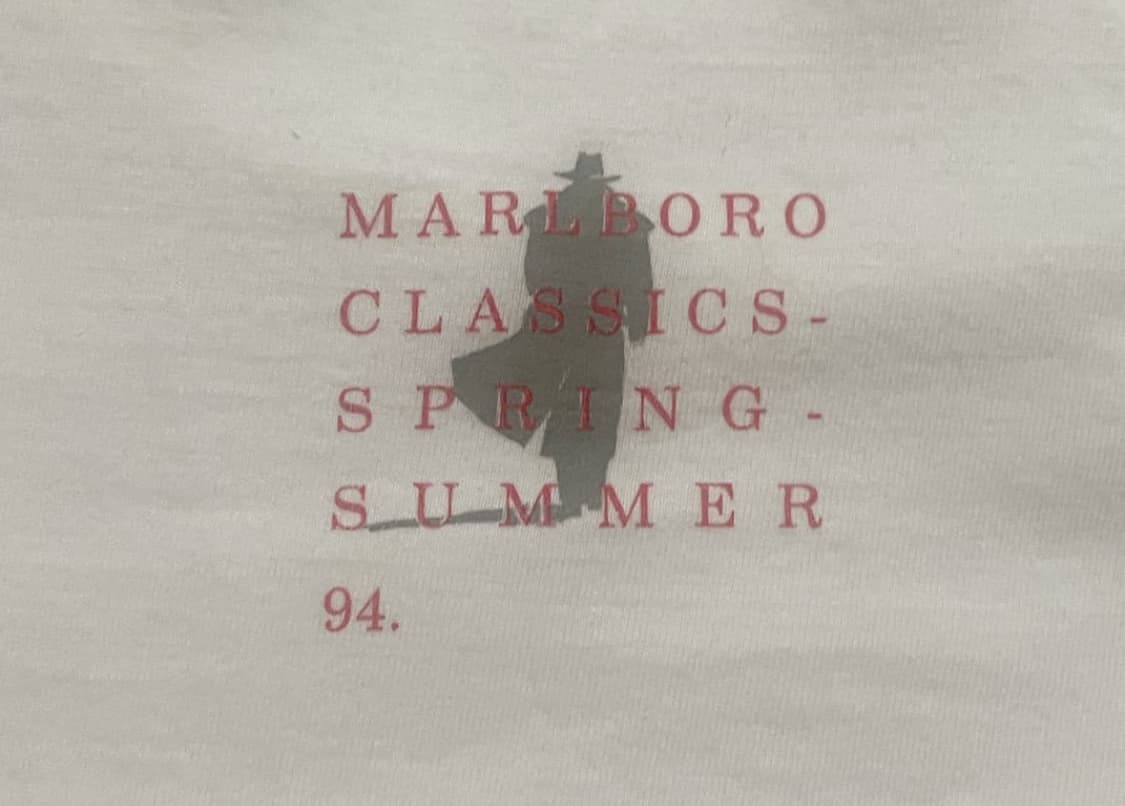 MARLBORO
CLASSICS-
SPRING-
SUMMER
94.